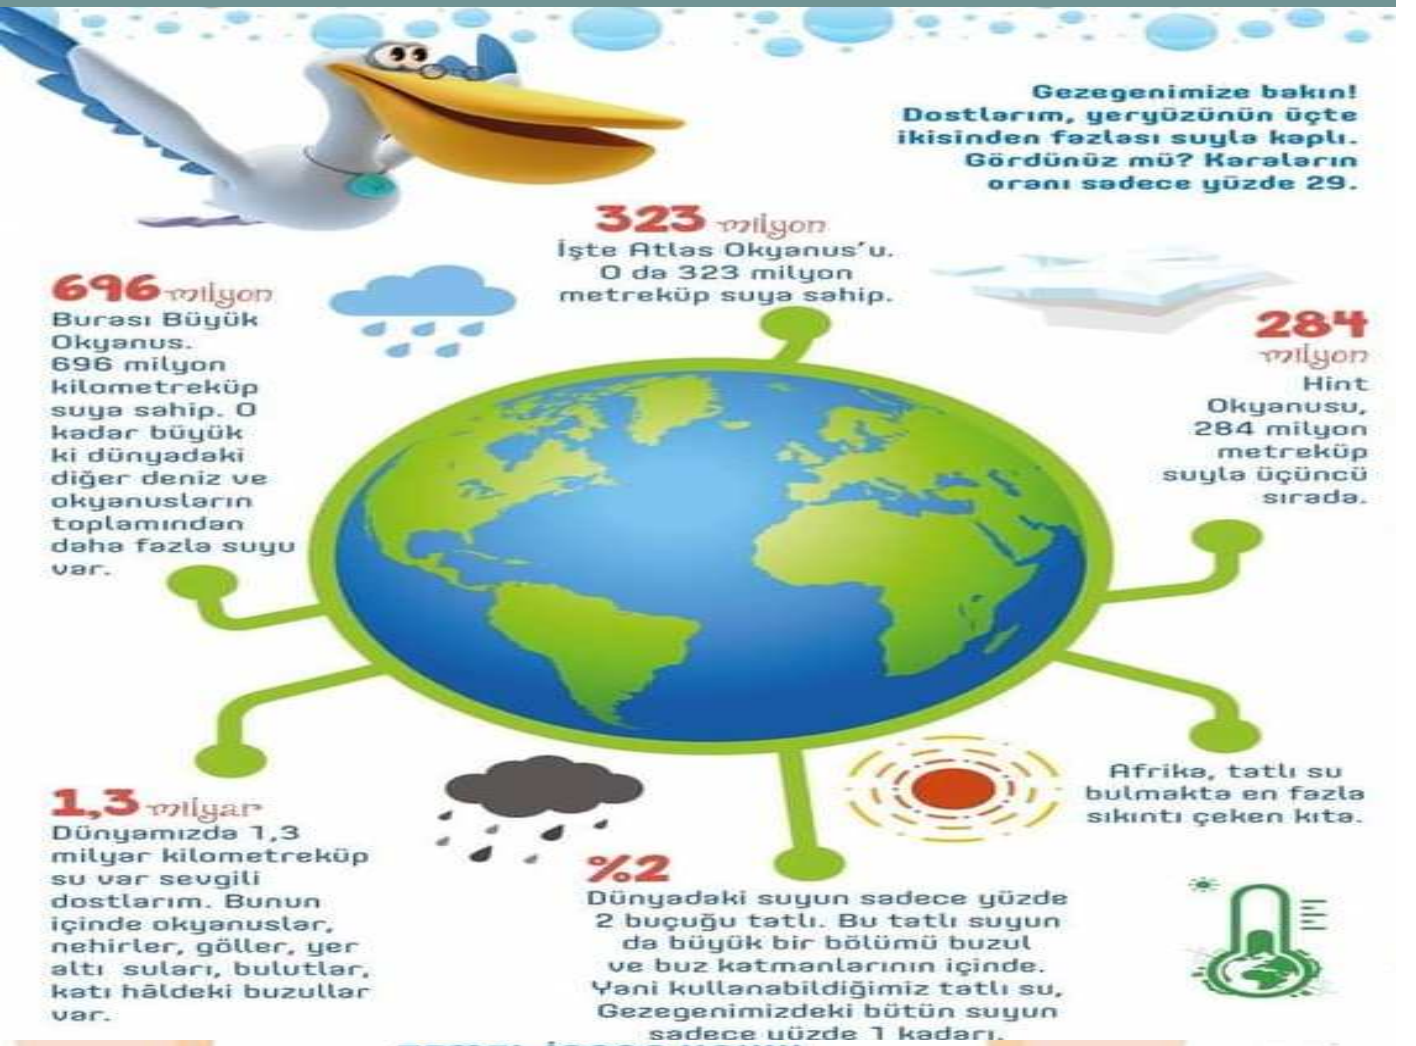 Gezegenimize bakın!
Dostlarım, yeryüzünün üçte
ikisinden fazlası suyla kaplı.
Gördünüz mü? Karaların
oranı sadece yüzde 29.
323 milyon
İşte Atlas Okyanus'u.
O da 323 milyon
metreküp suya sahip.
696 milyon
Burası Büyük
Okyanus.
696 milyon
kilometreküp
suya sahip. O
kadar büyük
ki dünyadaki
diğer deniz ve
okyanusların
toplamından
daha fazla suyu
var.
284
milyon
Hint
Okyanusu,
284 milyon
metreküp
suyla üçüncü
sırada.
1,3 milyar
Dünyamızda 1,3
milyar kilometreküp
su var sevgili
dostlarım. Bunun
içinde okyanuslar,
nehirler, göller, yer
altı suları, bulutlar,
katı hâldeki buzullar
var.
%2
Dünyadaki suyun sadece yüzde
2 buçuğu tatlı. Bu tatlı suyun
da büyük bir bölümü buzul
ve buz katmanlarının içinde.
Yani kullanabildiğimiz tatlı su,
Gezegenimizdeki bütün suyun
sadece yüzde 1 kadarı.
Afrika, tatlı su
bulmakta en fazla
sıkıntı çeken kıta.